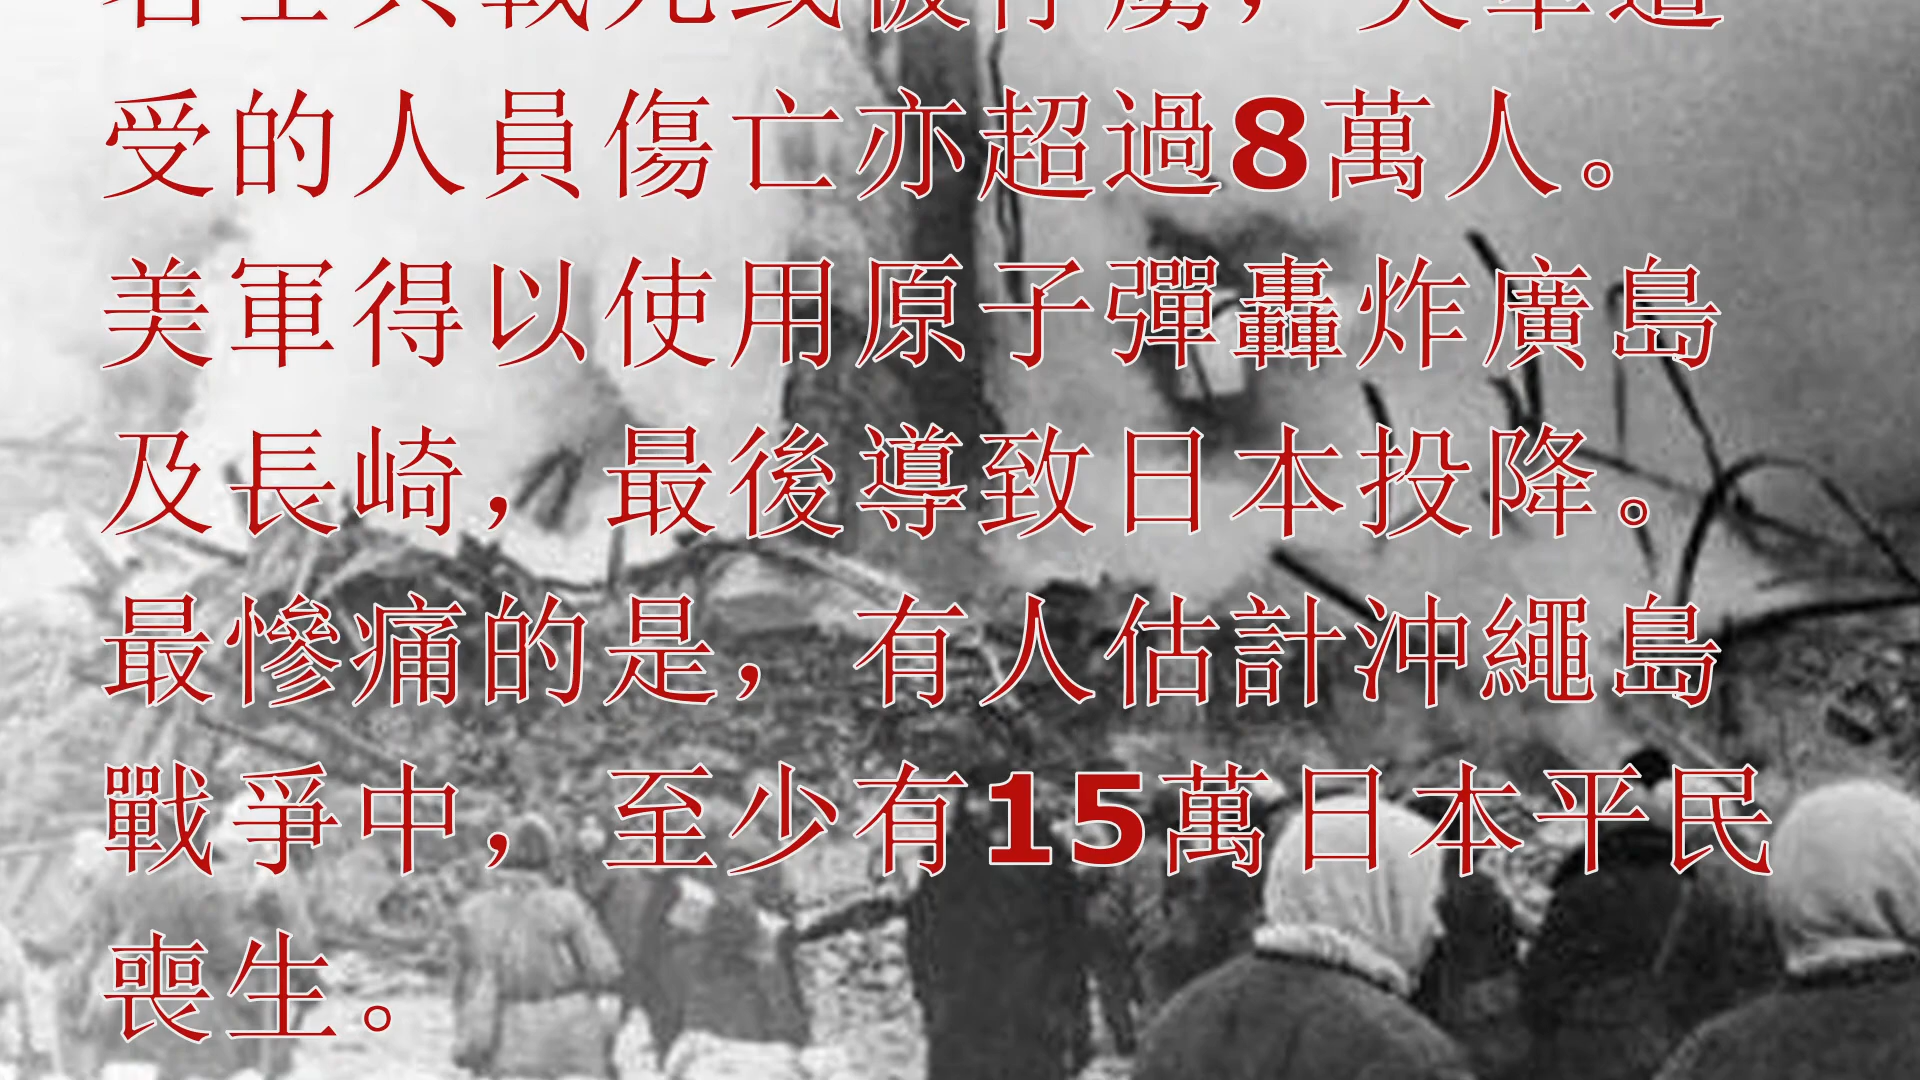 受的人員傷亡亦超過8萬人。
美軍得以使用原子彈轟炸廣島
及長崎，最後導致日本投降。
最慘痛的是，有人估計沖繩島
戰爭中，至少有15萬日本平民
喪生。